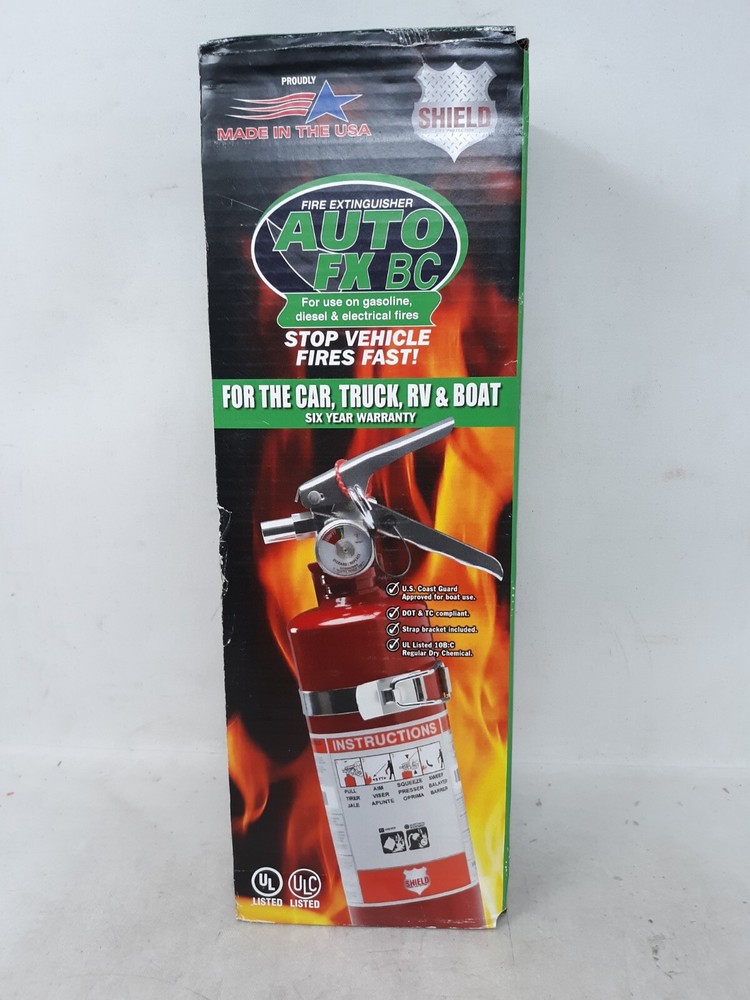 PROUDLY
MADE IN THE USA
SHIELD
FIRE EXTINGUISHER
AUTO
FX BC
For use on gasoline,
diesel & electrical fires
STOP VEHICLE
FIRES FAST!
FOR THE CAR, TRUCK, RV & BOAT
SIX YEAR WARRANTY
U.S. Coast Guard
Approved for boat use.
DOT & TC compliant.
Strap bracket included.
UL Listed 10B:C
Regular Dry Chemical.
INSTRUCTIONS
PULL AIM SQUEEZE SWEEP
TIRER VISER PRESSER BALAYER
JALE APUNTE OPRIMA BARRER
SHIELD
UL ULC
LISTED LISTED